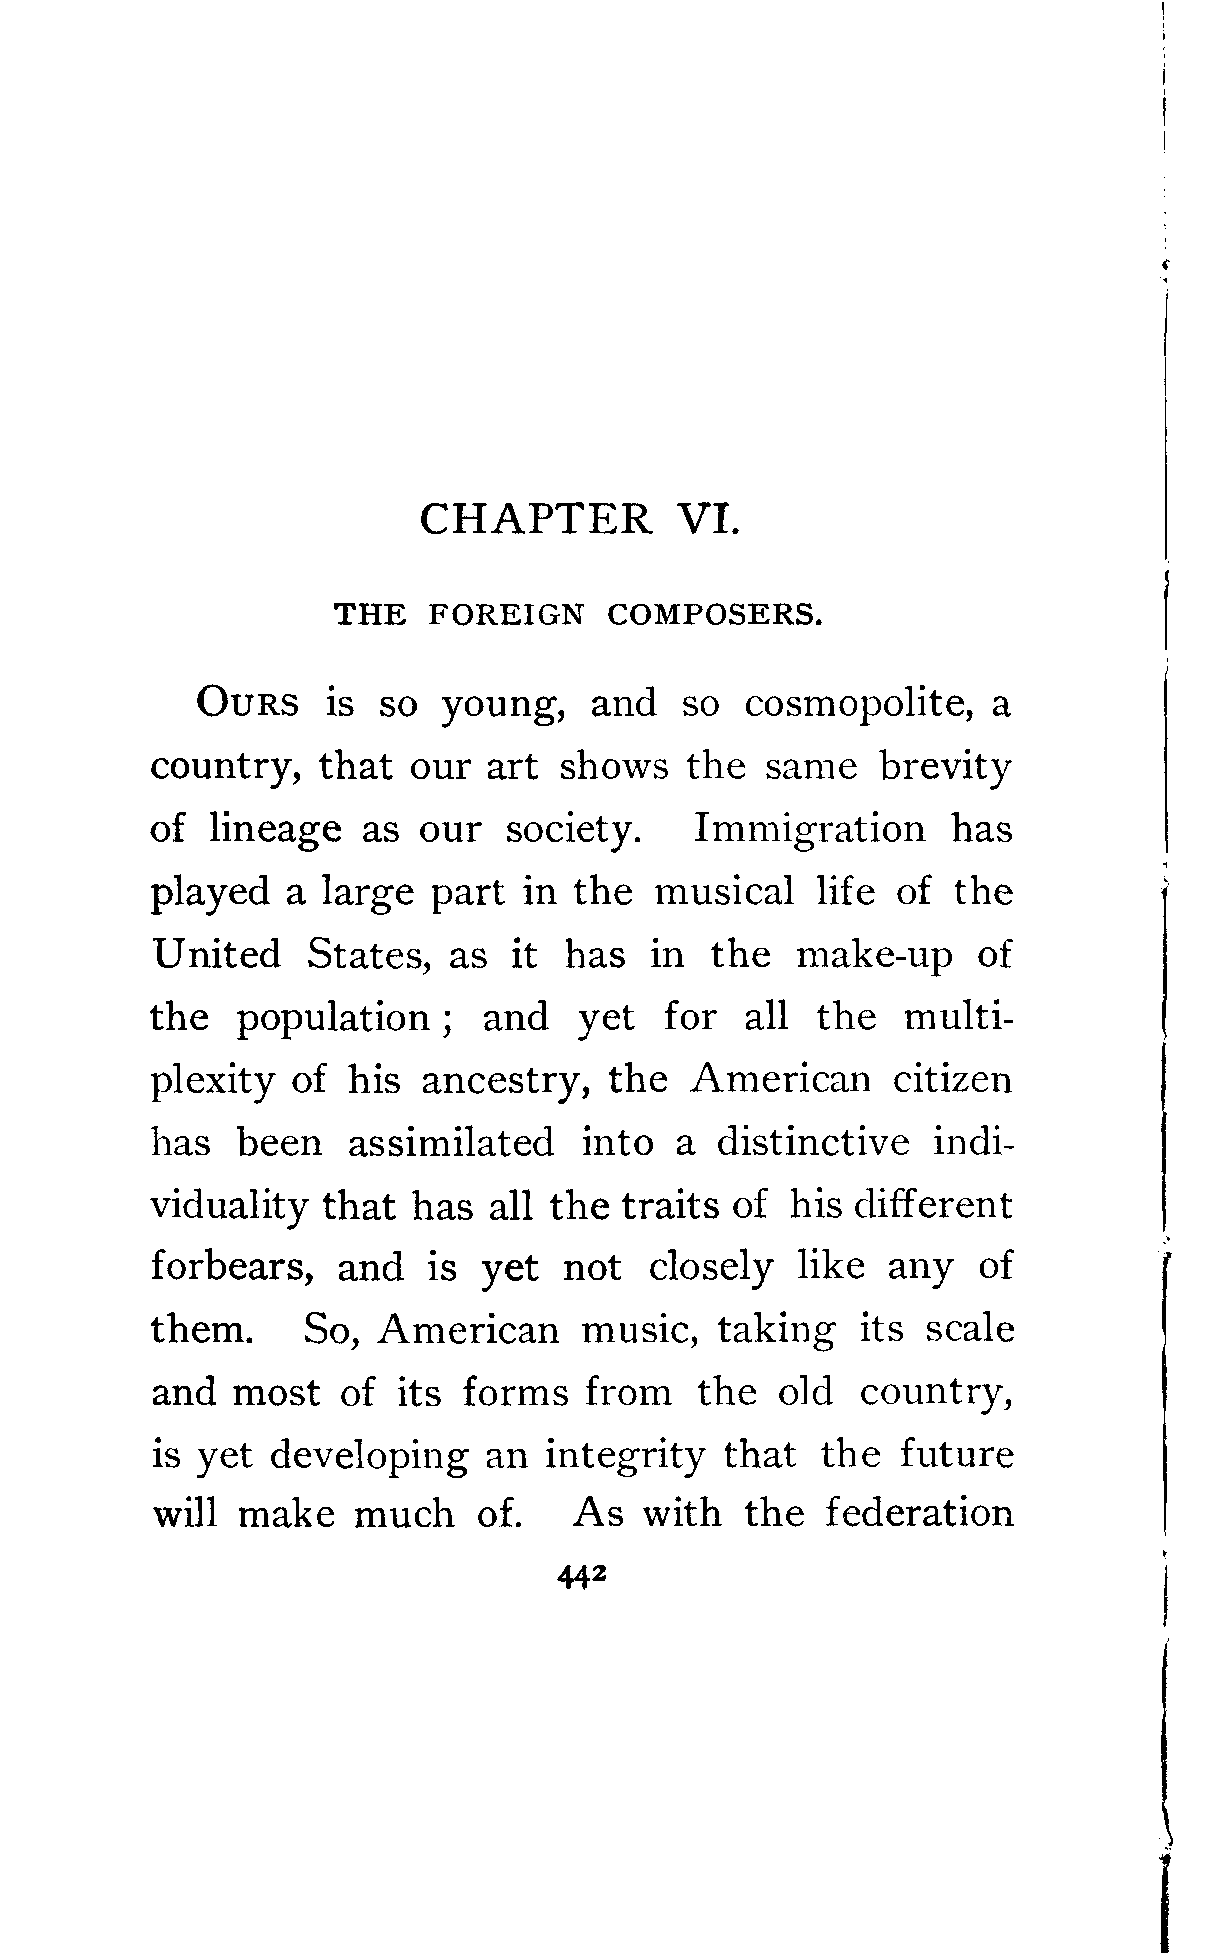 CHAPTER VI.
THE FOREIGN COMPOSERS.
OURS is so young, and so cosmopolite, a
country, that our art shows the same brevity
of lineage as our society. Immigration has
played a large part in the musical life of the
United States, as it has in the make-up of
the population ; and yet for all the multi-
plexity of his ancestry, the American citizen
has been assimilated into a distinctive indi-
viduality that has all the traits of his different
forbears, and is yet not closely like any of
them. So, American music, taking its scale
and most of its forms from the old country,
is yet developing an integrity that the future
will make much of. As with the federation
442